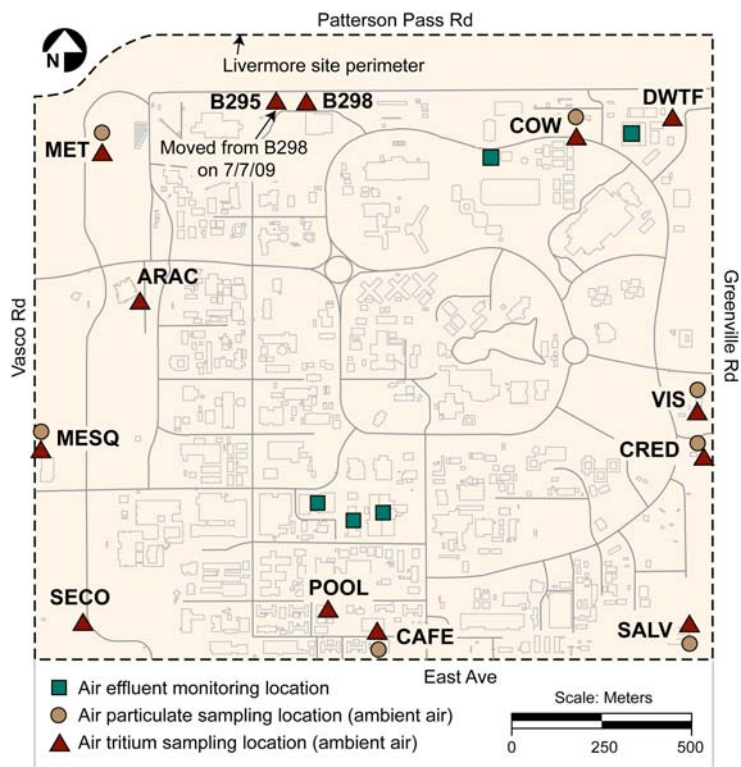 Patterson Pass Rd
N
Livermore site perimeter
B295
B298
DWTF
COW
Moved from B298
on 7/7/09
MET
ARAC
Vasco Rd
Greenville Rd
VIS
MESQ
CRED
SECO
POOL
CAFE
SALV
East Ave
Air effluent monitoring location
Air particulate sampling location (ambient air)
Air tritium sampling location (ambient air)
Scale: Meters
0 250 500